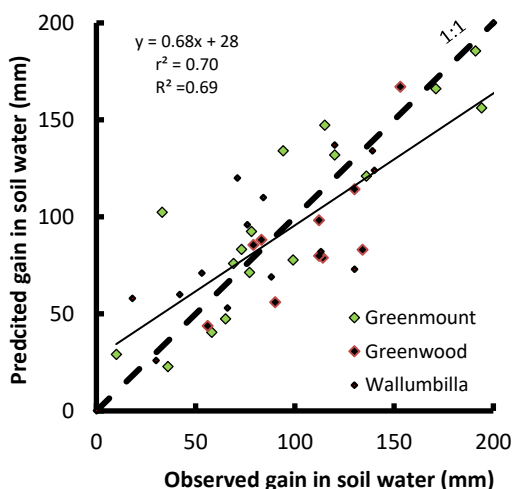 200
150
100
50
0
Predcited gain in soil water (mm)
y = 0.68x + 28
r² = 0.70
R² =0.69
1:1
Greenmount
Greenwood
Wallumbilla
0 50 100 150 200
Observed gain in soil water (mm)